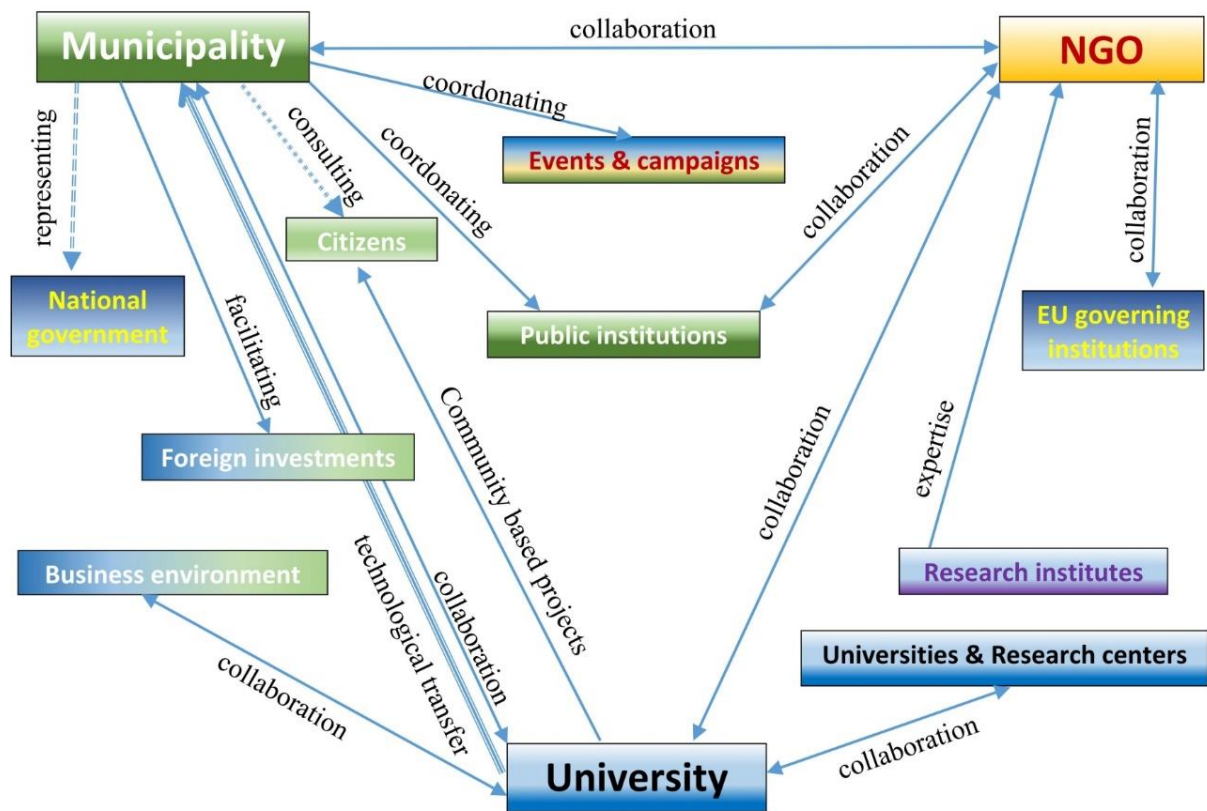 Municipality
collaboration
NGO
coordonating
Events & campaigns
consulting
coordonating
collaboration
collaboration
representing
Citizens
National
government
facilitating
Public institutions
EU governing
institutions
Foreign investments
Community based projects
collaboration
expertise
Business environment
technological transfer
collaboration
Research institutes
collaboration
Universities & Research centers
collaboration
University